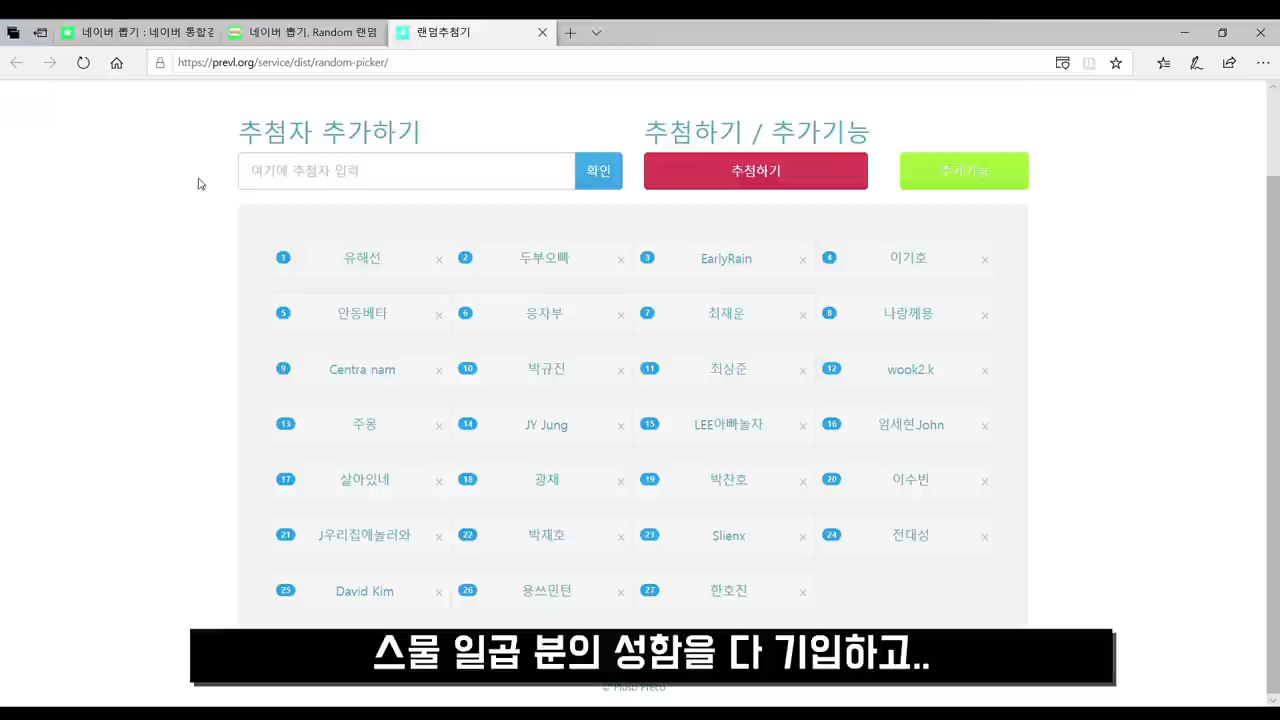 네이버 뽑기 : 네이버 통합검
네이버 뽑기, Random 랜덤
랜덤추첨기
https://prevl.org/service/dist/random-picker/
추첨자 추가하기
추첨하기 / 추가기능
여기에 추첨자 입력
확인
추첨하기
추가기능
1 유해선 ×
2 두부오빠 ×
3 EarlyRain ×
4 이기호 ×
5 안동베타 ×
6 응자부 ×
7 최재운 ×
8 나랑께용 ×
9 Centra nam ×
10 박규진 ×
11 최상준 ×
12 wook2.k ×
13 주몽 ×
14 JY Jung ×
15 LEE아빠놀자 ×
16 임세현John ×
17 살아있네 ×
18 광채 ×
19 박찬호 ×
20 이수빈 ×
21 J우리집에놀러와 ×
22 박재호 ×
23 Slienx ×
24 전대성 ×
25 David Kim ×
26 용쓰민턴 ×
27 한호진 ×
스물 일곱 분의 성함을 다 기입하고..